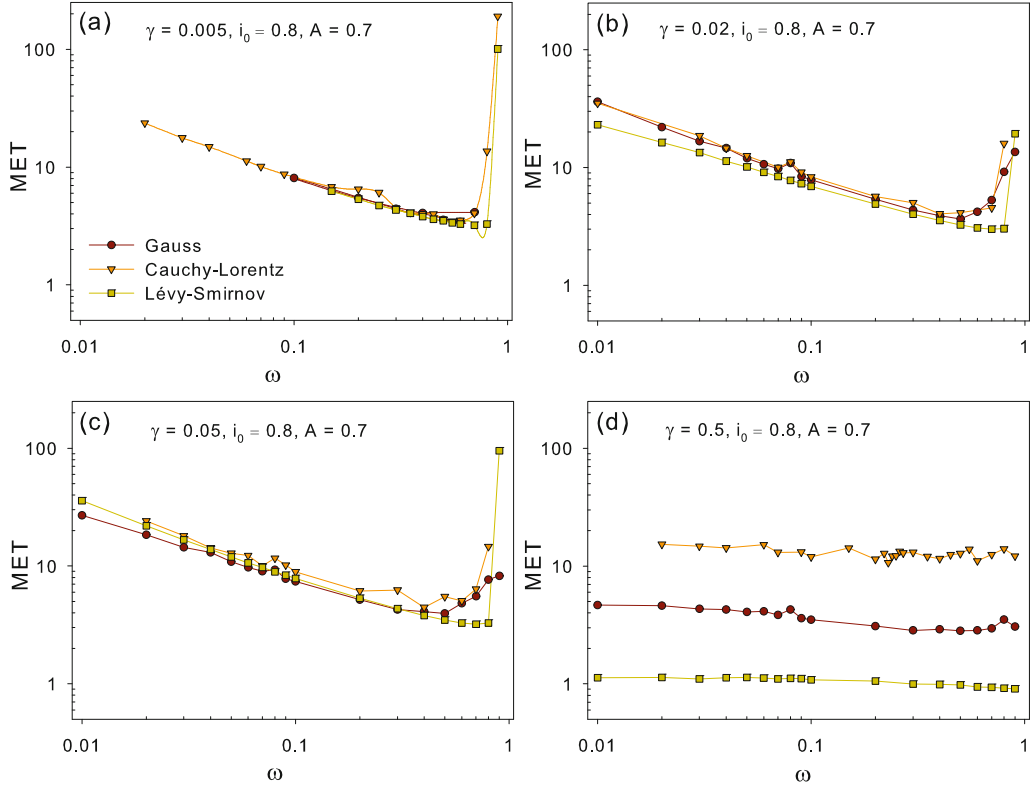 (a)
γ = 0.005, i₀ = 0.8, A = 0.7
MET
100
10
1
Gauss
Cauchy-Lorentz
Lévy-Smirnov
0.01
0.1
1
ω
(b)
γ = 0.02, i₀ = 0.8, A = 0.7
MET
100
10
1
0.01
0.1
1
ω
(c)
γ = 0.05, i₀ = 0.8, A = 0.7
MET
100
10
1
0.01
0.1
1
ω
(d)
γ = 0.5, i₀ = 0.8, A = 0.7
MET
100
10
1
0.01
0.1
1
ω